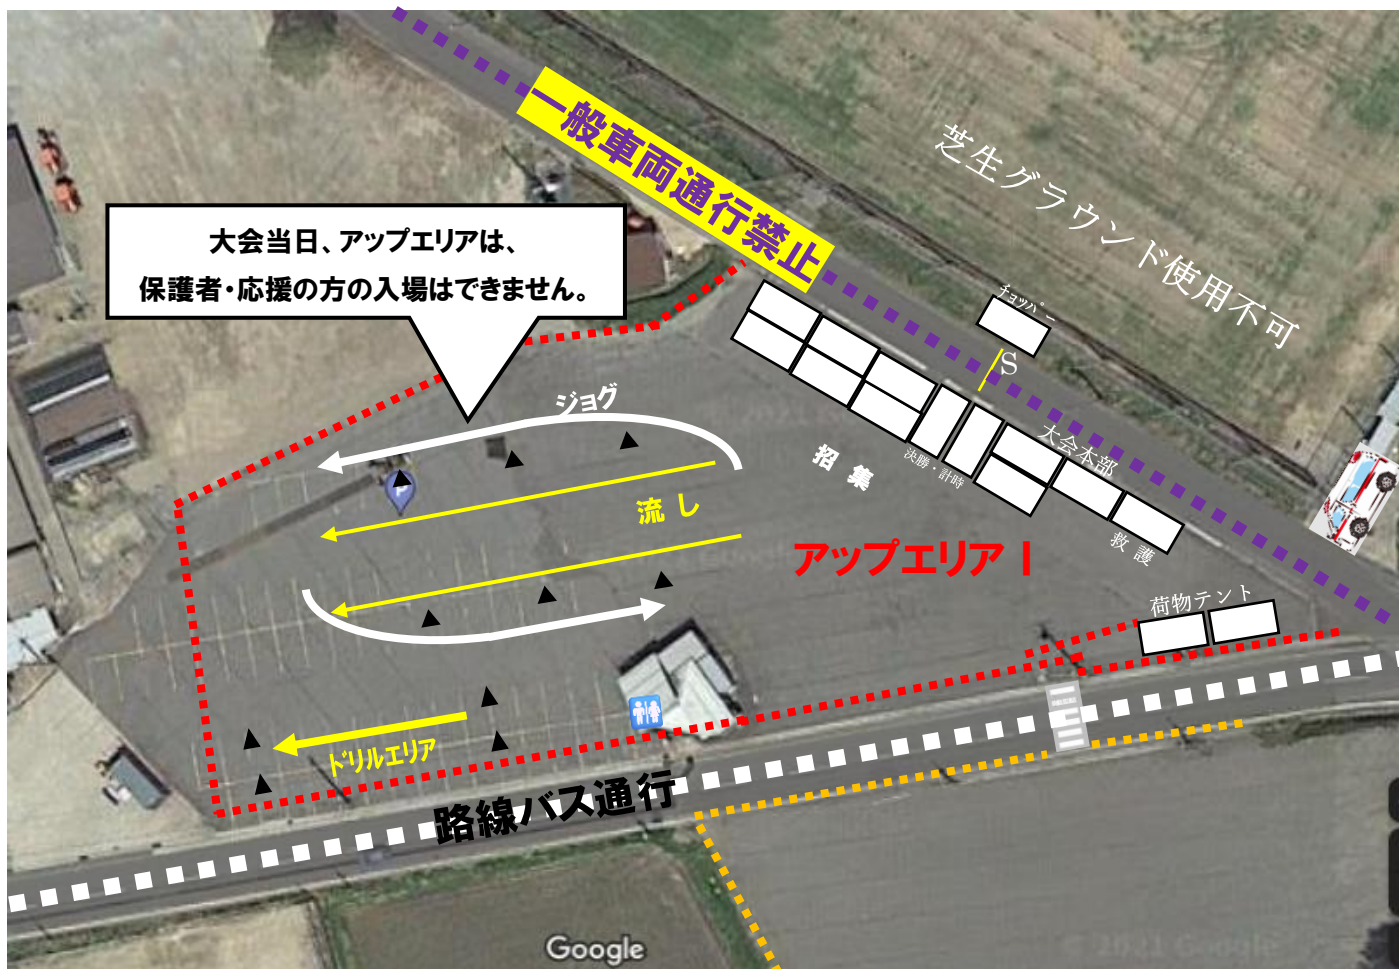 一般車両通行禁止
芝生グラウンド使用不可
大会当日、アップエリアは、
保護者・応援の方の入場はできません。
チョッパー
S
ジョグ
大会本部
招集
決勝・計時
流し
救護
アップエリアⅠ
荷物テント
ドリルエリア
路線バス通行
Google
© 2021 Google